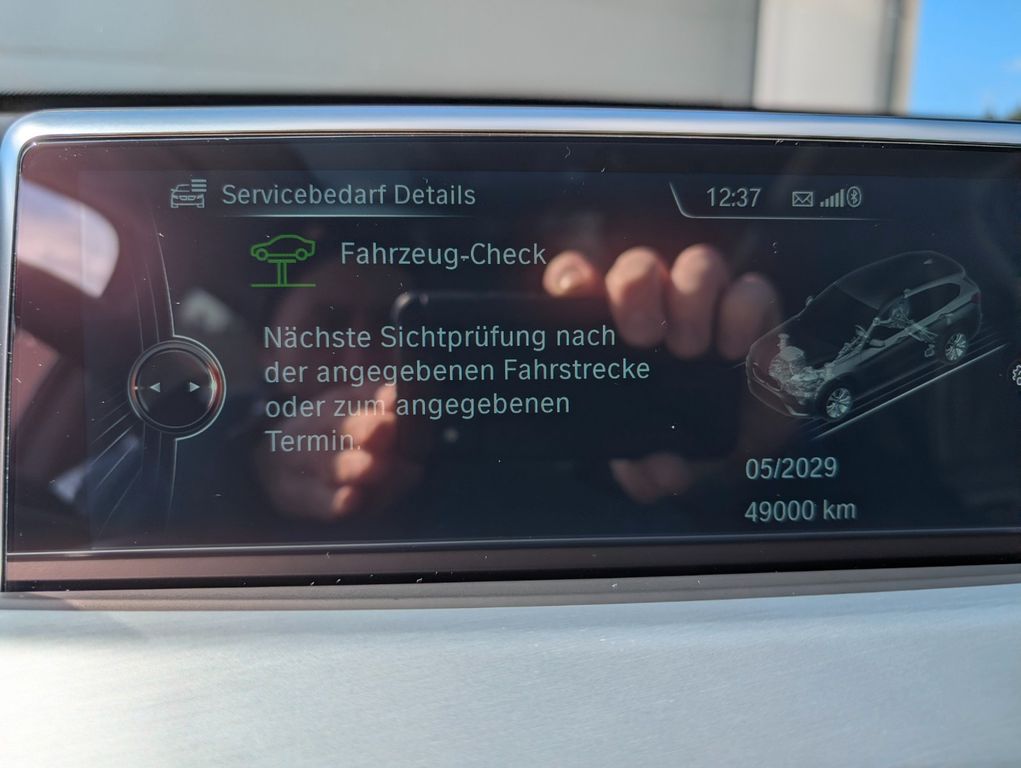 Servicebedarf Details
12:37
Fahrzeug-Check
Nächste Sichtprüfung nach
der angegebenen Fahrstrecke
oder zum angegebenen
Termin.
05/2029
49000 km